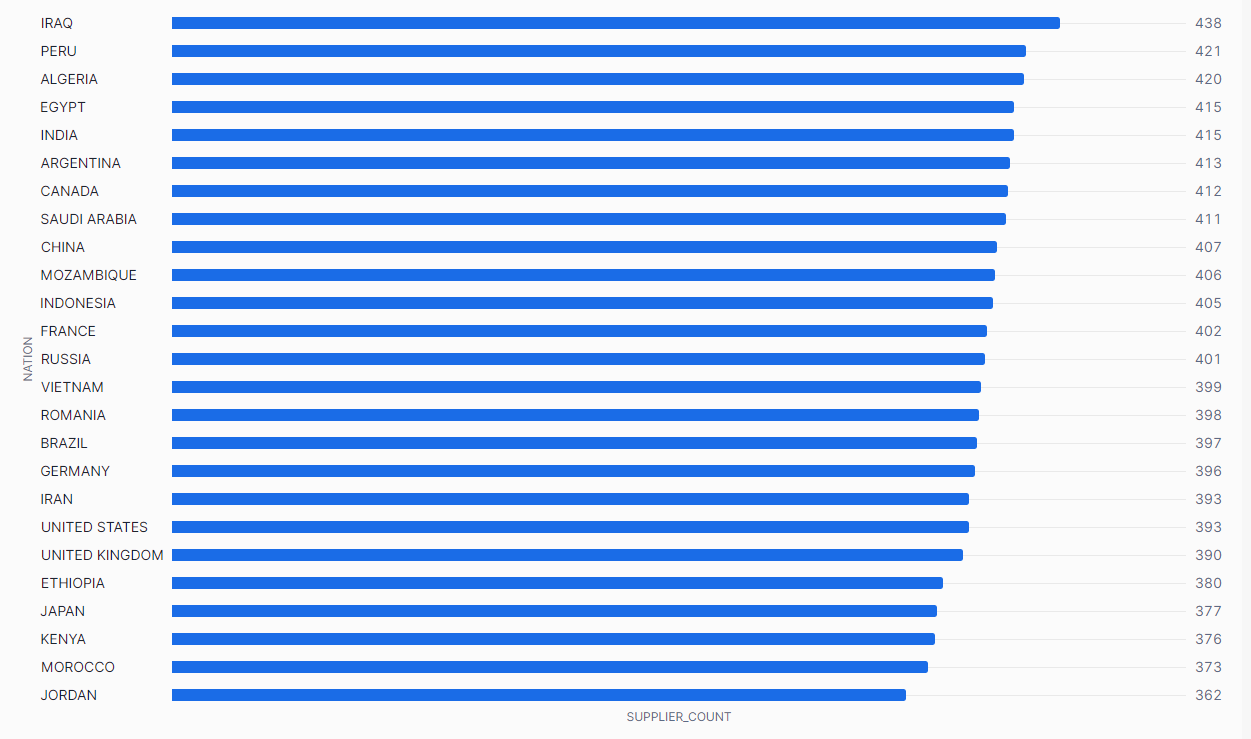 IRAQ 438
PERU 421
ALGERIA 420
EGYPT 415
INDIA 415
ARGENTINA 413
CANADA 412
SAUDI ARABIA 411
CHINA 407
MOZAMBIQUE 406
INDONESIA 405
FRANCE 402
RUSSIA 401
VIETNAM 399
ROMANIA 398
BRAZIL 397
GERMANY 396
IRAN 393
UNITED STATES 393
UNITED KINGDOM 390
ETHIOPIA 380
JAPAN 377
KENYA 376
MOROCCO 373
JORDAN 362
NATION
SUPPLIER_COUNT